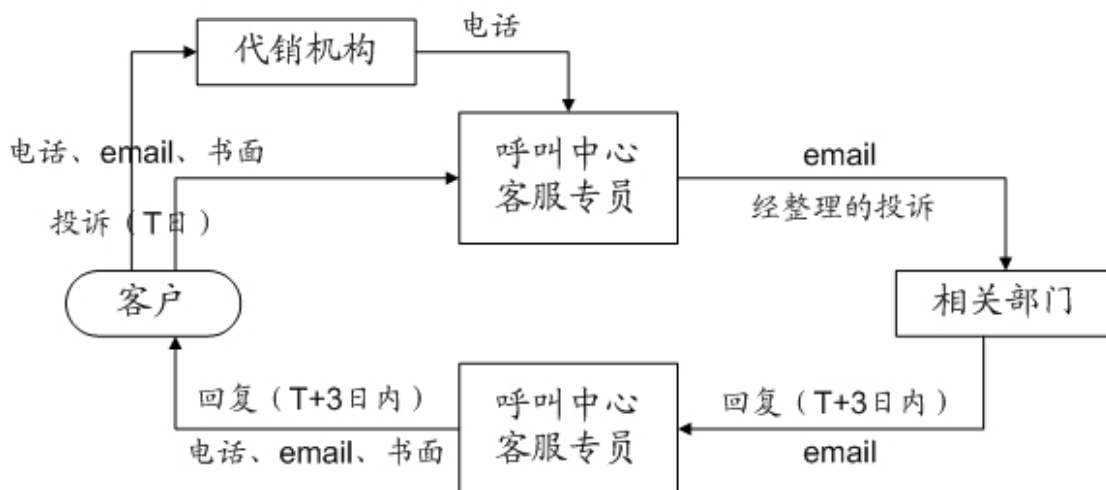 代销机构
电话
电话、email、书面
呼叫中心
客服专员
email
经整理的投诉
投诉（T日）
客户
相关部门
回复（T+3日内）
电话、email、书面
呼叫中心
客服专员
回复（T+3日内）
email